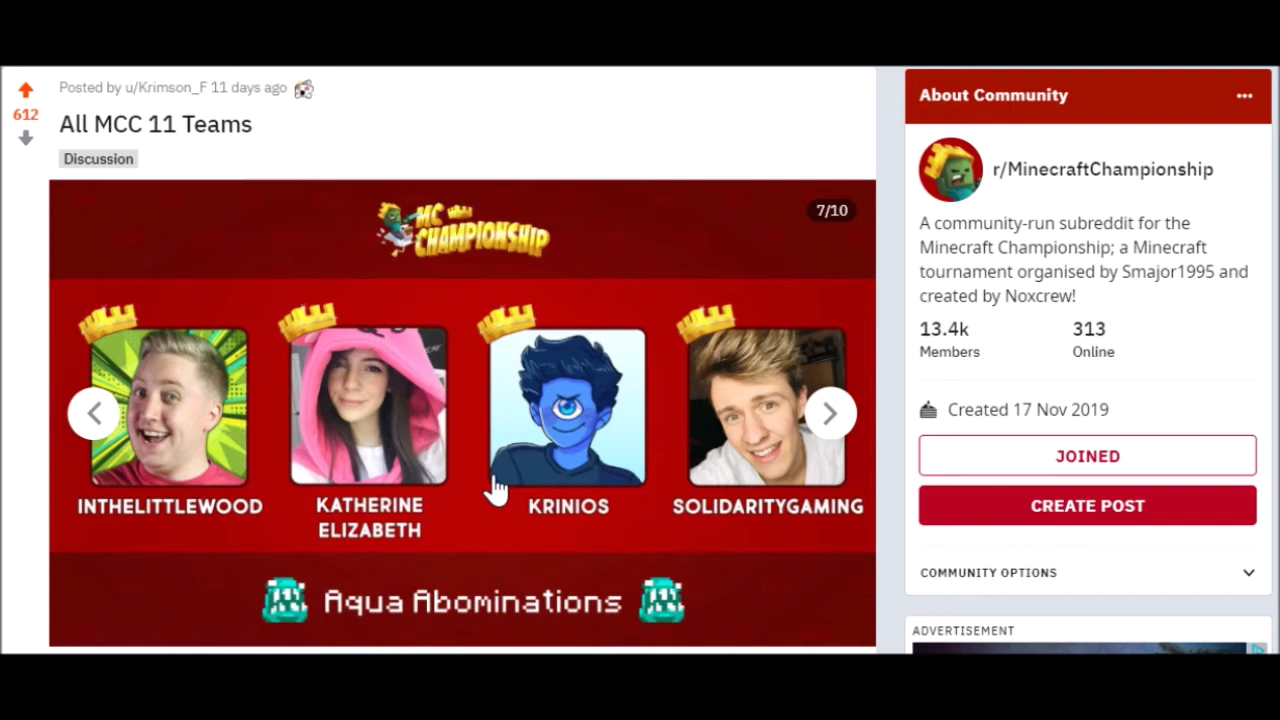 Posted by u/Krimson_F 11 days ago
612
All MCC 11 Teams
Discussion
MC
CHAMPIONSHIP
7/10
INTHELITTLEWOOD
KATHERINE
ELIZABETH
KRINIOS
SOLIDARITYGAMING
Aqua Abominations
About Community
r/MinecraftChampionship
A community-run subreddit for the
Minecraft Championship; a Minecraft
tournament organised by Smajor1995 and
created by Noxcrew!
13.4k
Members
313
Online
Created 17 Nov 2019
JOINED
CREATE POST
COMMUNITY OPTIONS
ADVERTISEMENT